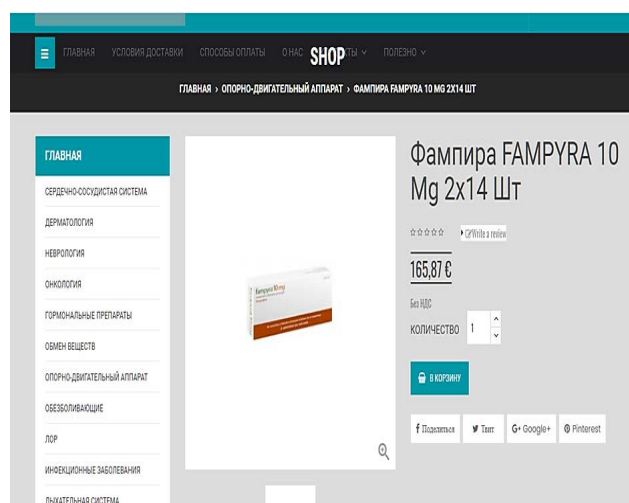 ГЛАВНАЯ УСЛОВИЯ ДОСТАВКИ СПОСОБЫ ОПЛАТЫ О НАС ПОЛЕЗНО
SHOP
ГЛАВНАЯ › ОПОРНО-ДВИГАТЕЛЬНЫЙ АППАРАТ › ФАМПИРА FAMPYRA 10 MG 2X14 ШТ
ГЛАВНАЯ
СЕРДЕЧНО-СОСУДИСТАЯ СИСТЕМА
ДЕРМАТОЛОГИЯ
НЕВРОЛОГИЯ
ОНКОЛОГИЯ
ГОРМОНАЛЬНЫЕ ПРЕПАРАТЫ
ОБМЕН ВЕЩЕСТВ
ОПОРНО-ДВИГАТЕЛЬНЫЙ АППАРАТ
ОБЕЗБОЛИВАЮЩИЕ
ЛОР
ИНФЕКЦИОННЫЕ ЗАБОЛЕВАНИЯ
ДЫХАТЕЛЬНАЯ СИСТЕМА
Fampyra 10 mg
Фампира FAMPYRA 10
Mg 2x14 Шт
Write a review
165,87 €
Без НДС
КОЛИЧЕСТВО 1
В КОРЗИНУ
Поделиться Твит G+ Google+ Pinterest